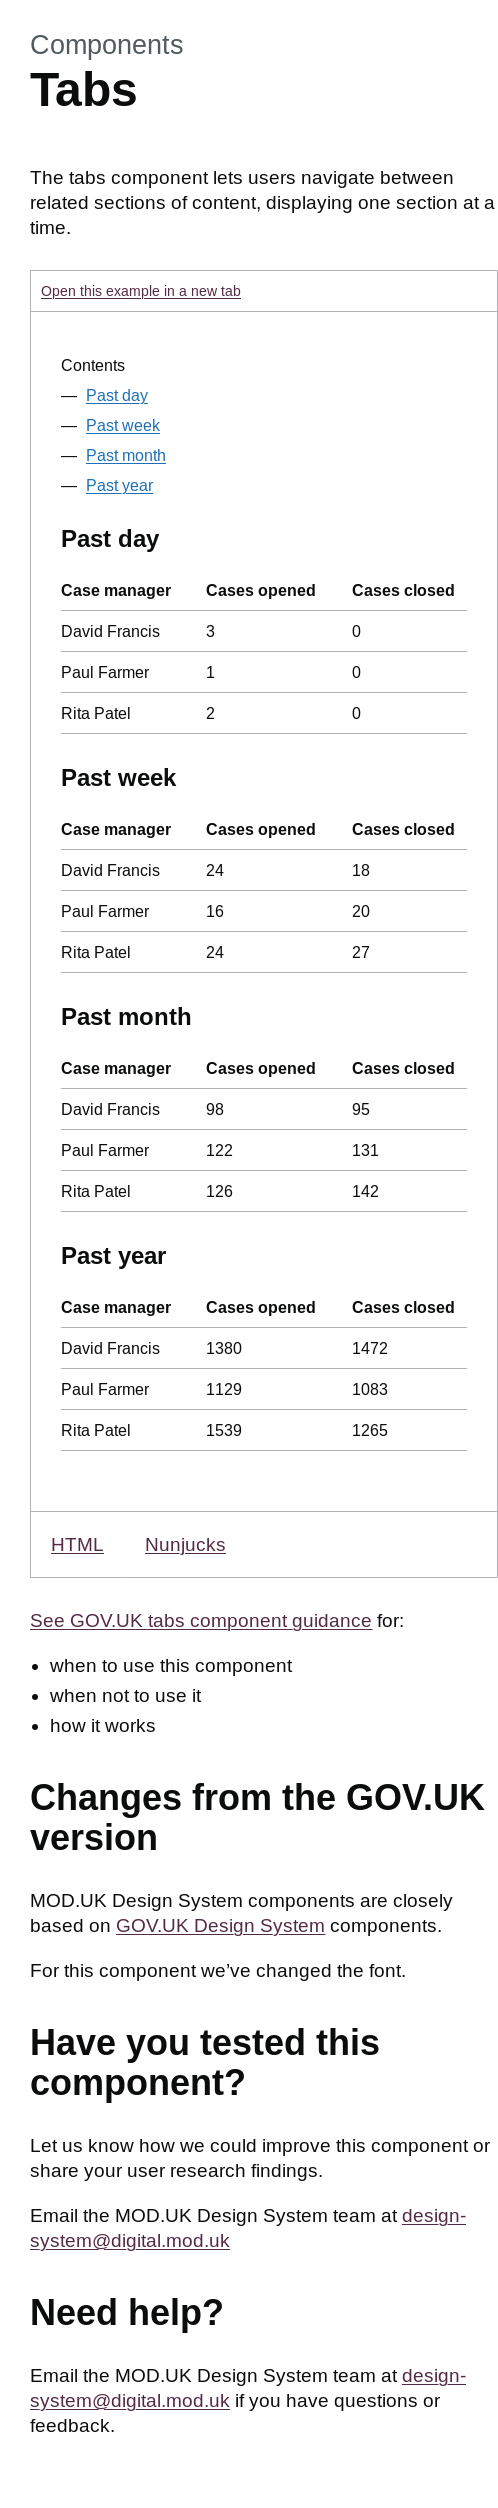 Components
Tabs
The tabs component lets users navigate between
related sections of content, displaying one section at a
time.
Open this example in a new tab
Contents
— Past day
— Past week
— Past month
— Past year
Past day
Case manager Cases opened Cases closed
David Francis 3 0
Paul Farmer 1 0
Rita Patel 2 0
Past week
Case manager Cases opened Cases closed
David Francis 24 18
Paul Farmer 16 20
Rita Patel 24 27
Past month
Case manager Cases opened Cases closed
David Francis 98 95
Paul Farmer 122 131
Rita Patel 126 142
Past year
Case manager Cases opened Cases closed
David Francis 1380 1472
Paul Farmer 1129 1083
Rita Patel 1539 1265
HTML Nunjucks
See GOV.UK tabs component guidance for:
• when to use this component
• when not to use it
• how it works
Changes from the GOV.UK
version
MOD.UK Design System components are closely
based on GOV.UK Design System components.
For this component we’ve changed the font.
Have you tested this
component?
Let us know how we could improve this component or
share your user research findings.
Email the MOD.UK Design System team at design-
system@digital.mod.uk
Need help?
Email the MOD.UK Design System team at design-
system@digital.mod.uk if you have questions or
feedback.